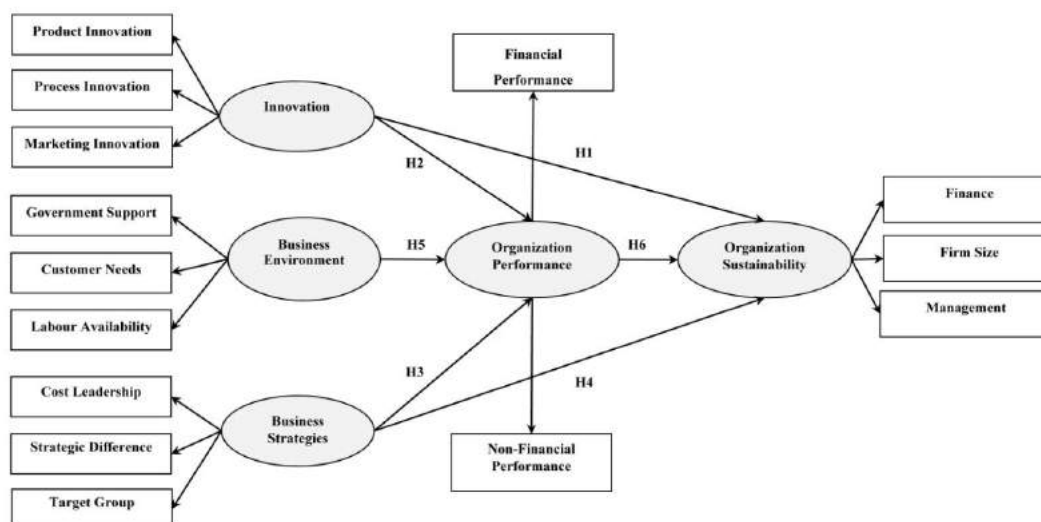 Product Innovation
Process Innovation
Marketing Innovation
Innovation
Financial
Performance
H2
H1
Government Support
Customer Needs
Labour Availability
Business
Environment
H5
Organization
Performance
H6
Organization
Sustainability
Finance
Firm Size
Management
Cost Leadership
Strategic Difference
Target Group
Business
Strategies
H3
H4
Non-Financial
Performance